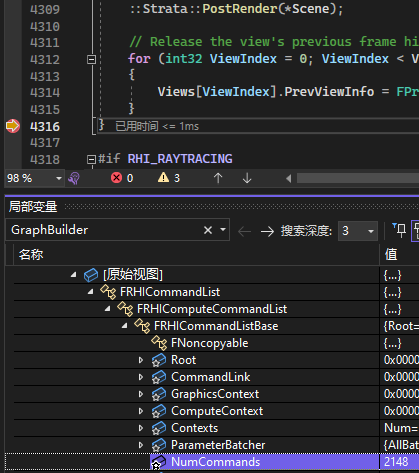 4309 ::Strata::PostRender(*Scene);
4310
4311 // Release the view's previous frame hi
4312 for (int32 ViewIndex = 0; ViewIndex < V
4313 {
4314 Views[ViewIndex].PrevViewInfo = FPr
4315 }
4316 } 已用时间 <= 1ms
4317
4318 #if RHI_RAYTRACING
98 % 0 3
局部变量
GraphBuilder 搜索深度: 3
名称 值
[原始视图] {...}
FRHICommandList {...}
FRHIComputeCommandList {...}
FRHICommandListBase {Root=
FNoncopyable {...}
Root 0x0000
CommandLink 0x0000
GraphicsContext 0x0000
ComputeContext 0x0000
Contexts Num=
ParameterBatcher {AllBat
NumCommands 2148